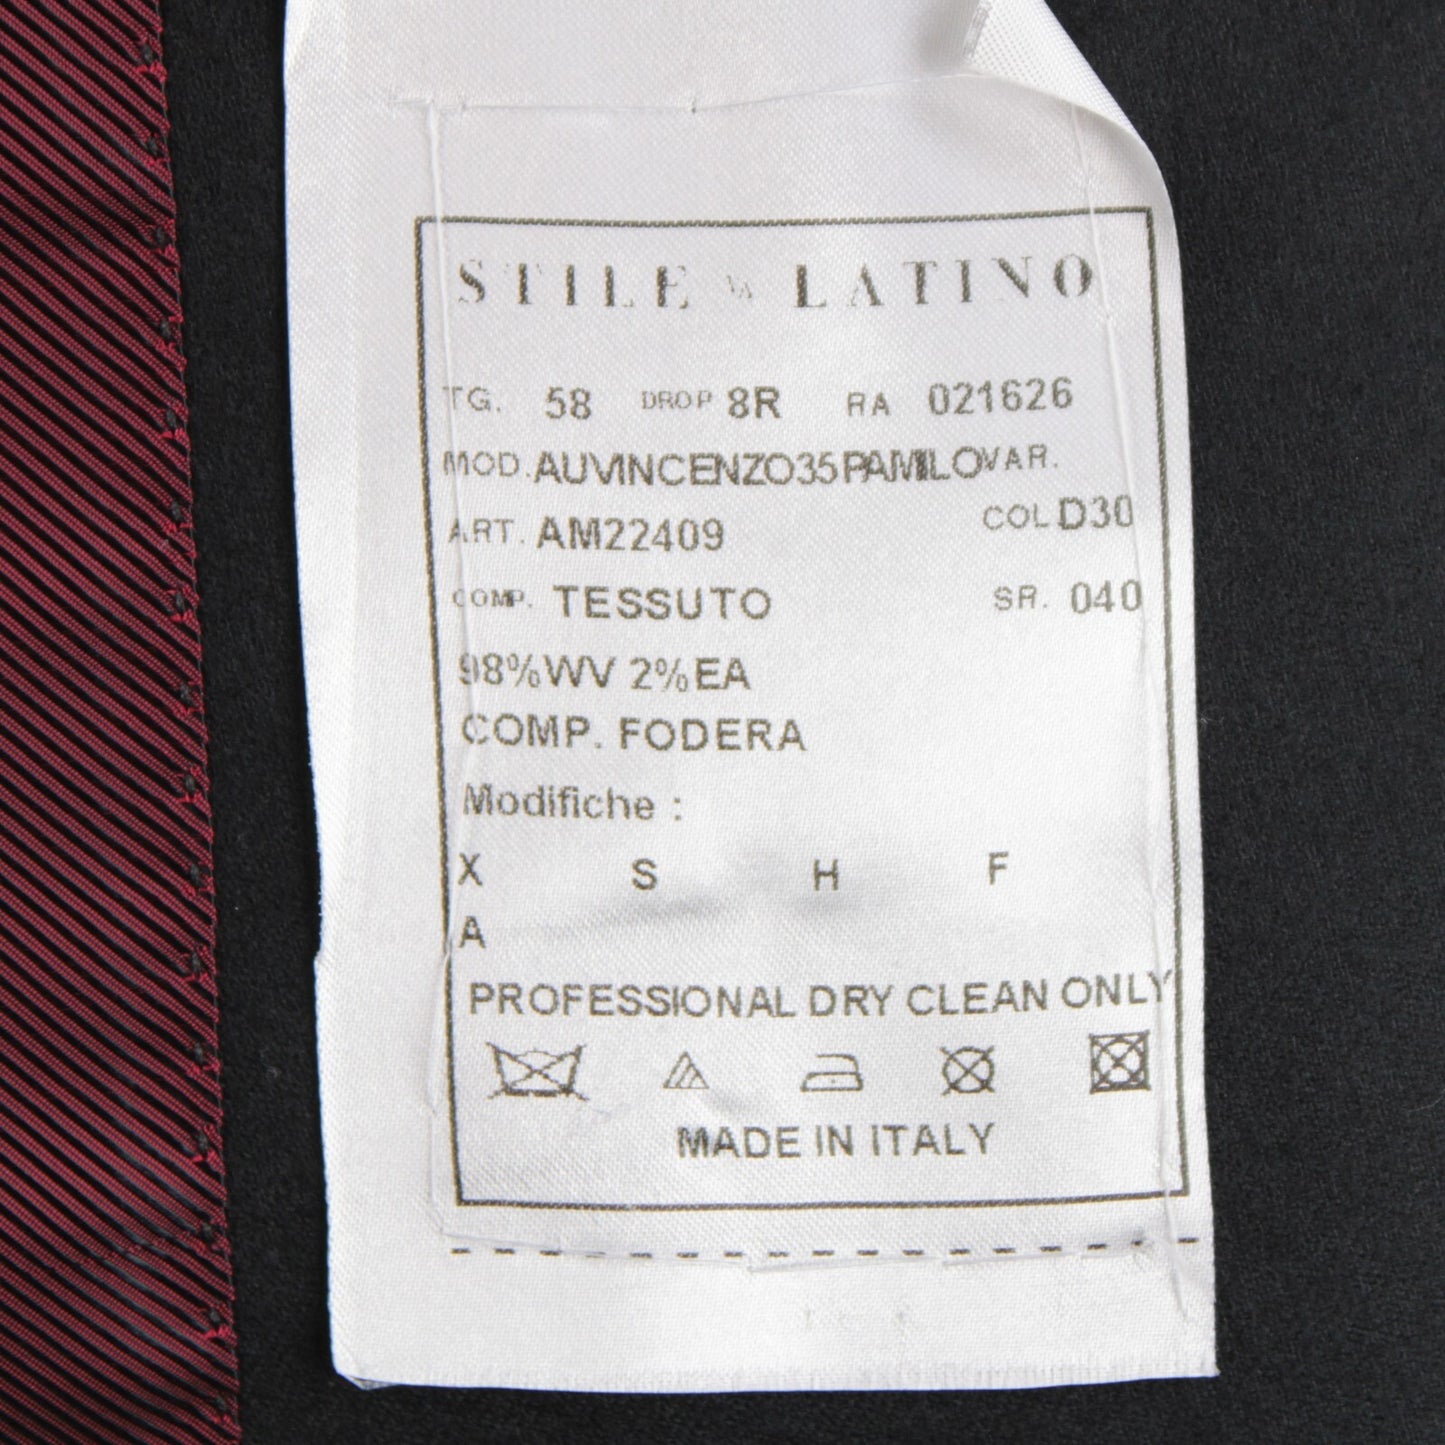 STILE LATINO
TG. 58 DROP 8R RA 021626
MOD. AUVINCENZO35PAMILO VAR.
ART. AM22409 COL D30
COMP. TESSUTO SR. 040
98%WV 2%EA
COMP. FODERA
Modifiche :
X S H F
A
PROFESSIONAL DRY CLEAN ONLY
MADE IN ITALY